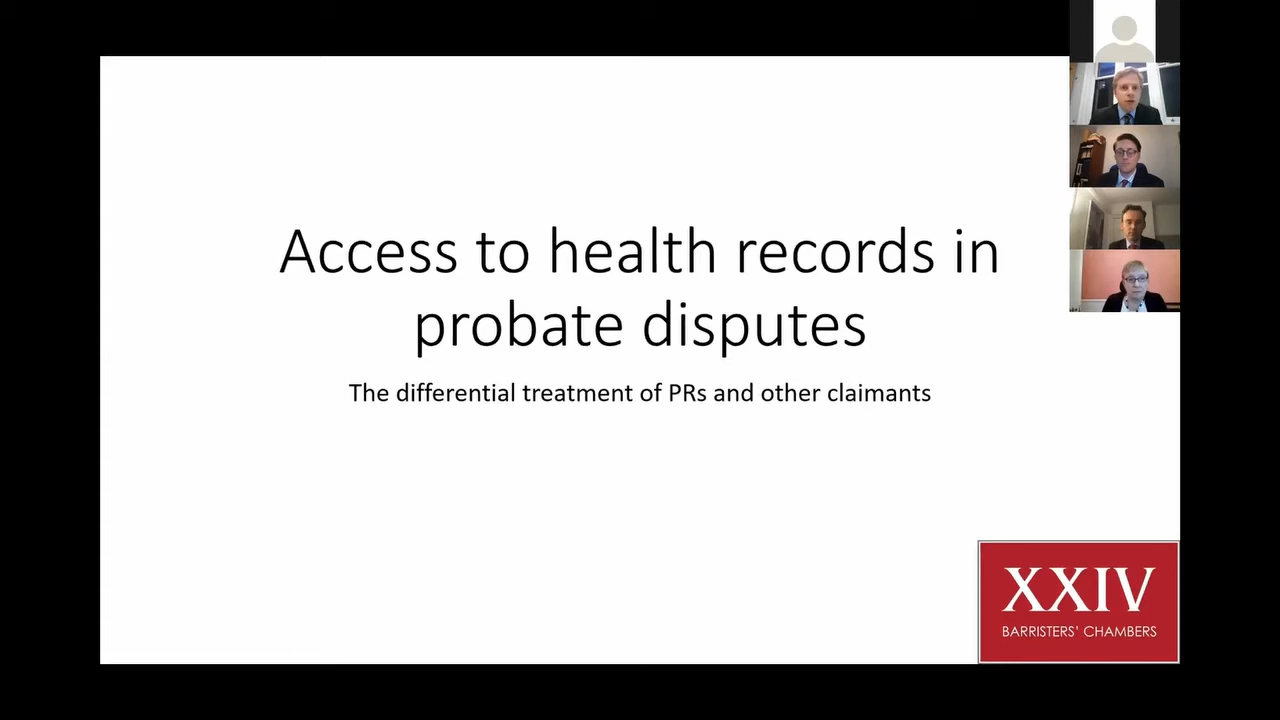 Access to health records in
probate disputes
The differential treatment of PRs and other claimants
XXIV
BARRISTERS' CHAMBERS